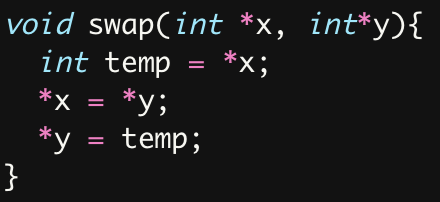 void swap(int *x, int*y){
  int temp = *x;
  *x = *y;
  *y = temp;
}